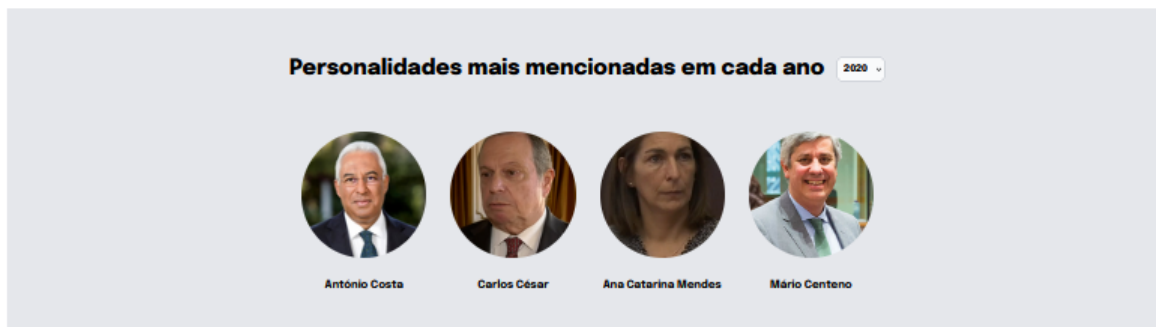 Personalidades mais mencionadas em cada ano 2020
António Costa Carlos César Ana Catarina Mendes Mário Centeno